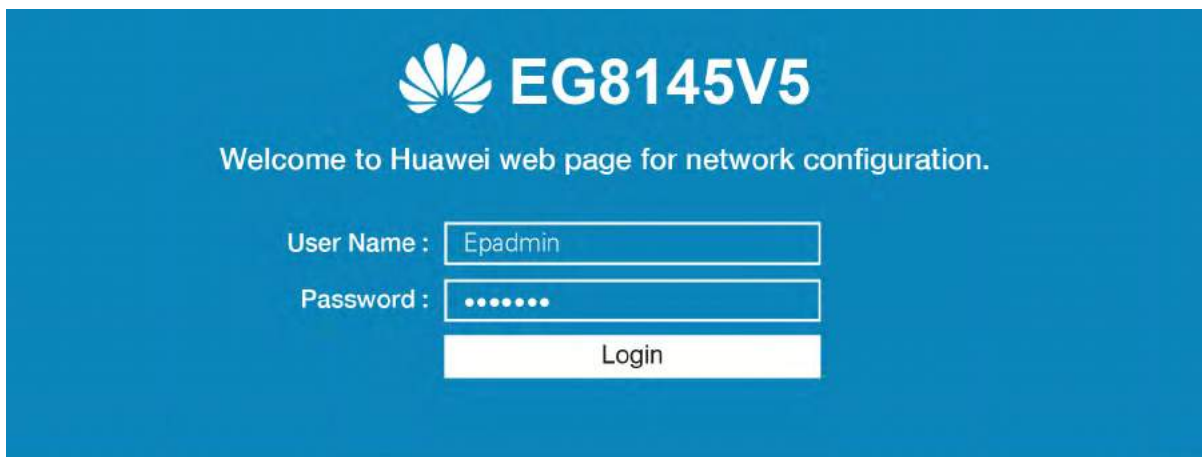 EG8145V5
Welcome to Huawei web page for network configuration.
User Name : Epadmin
Password : •••••••
Login